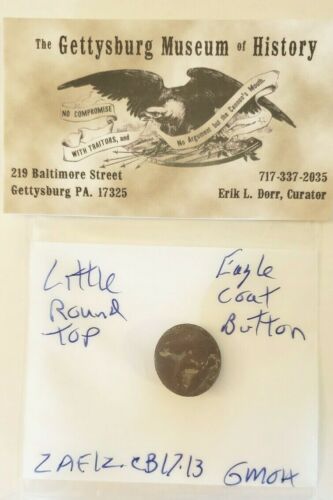 The Gettysburg Museum of History
NO COMPROMISE
WITH TRAITORS, and
No Argument but the Cannon's Mouth.
219 Baltimore Street
Gettysburg PA. 17325
717-337-2035
Erik L. Dorr, Curator
Little
Round
Top
Eagle
Coat
Button
ZAE12.CB17.13
GMOH